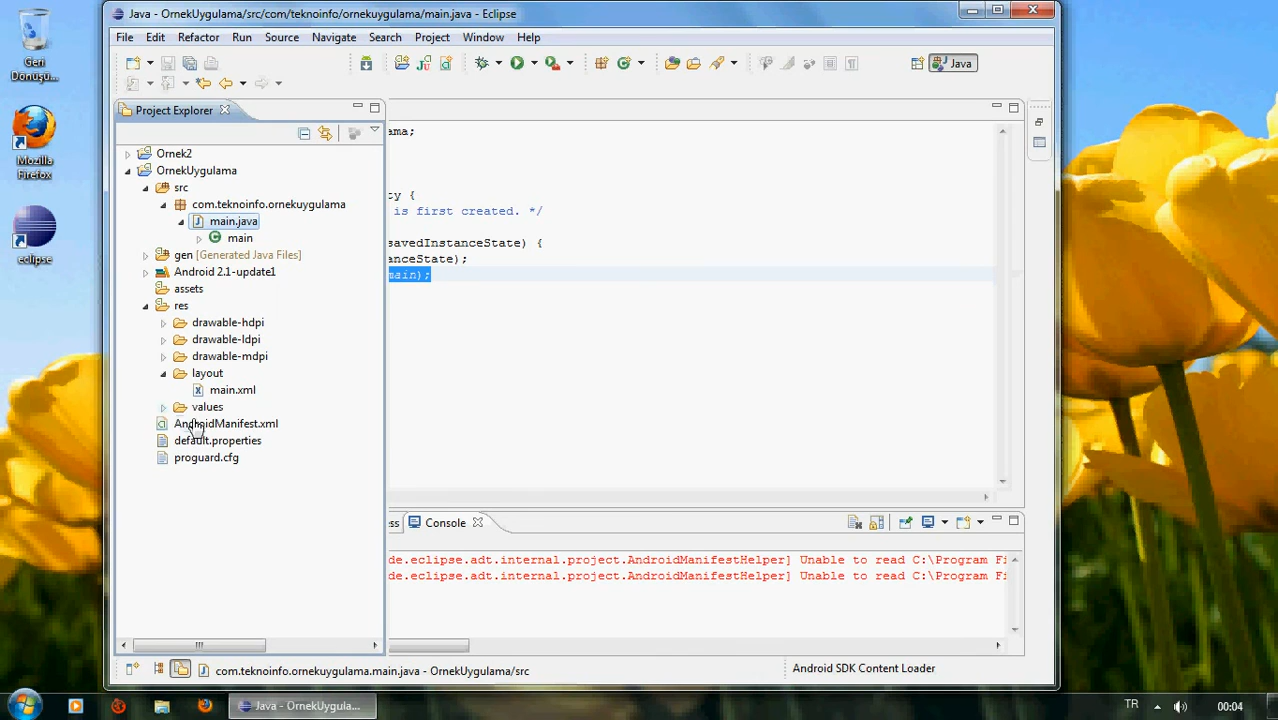 Java - OrnekUygulama/src/com/teknoinfo/ornekuygulama/main.java - Eclipse
File Edit Refactor Run Source Navigate Search Project Window Help
Java
Geri
Dönüşü...
Mozilla
Firefox
eclipse
Project Explorer
Ornek2
OrnekUygulama
src
com.teknoinfo.ornekuygulama
main.java
main
gen [Generated Java Files]
Android 2.1-update1
assets
res
drawable-hdpi
drawable-ldpi
drawable-mdpi
layout
main.xml
values
AndroidManifest.xml
default.properties
proguard.cfg
ama;
ty {
is first created. */
savedInstanceState) {
anceState);
main);
ss Console
de.eclipse.adt.internal.project.AndroidManifestHelper] Unable to read C:\Program Fi
de.eclipse.adt.internal.project.AndroidManifestHelper] Unable to read C:\Program Fi
com.teknoinfo.ornekuygulama.main.java - OrnekUygulama/src
Android SDK Content Loader
Java - OrnekUygula...
TR
00:04